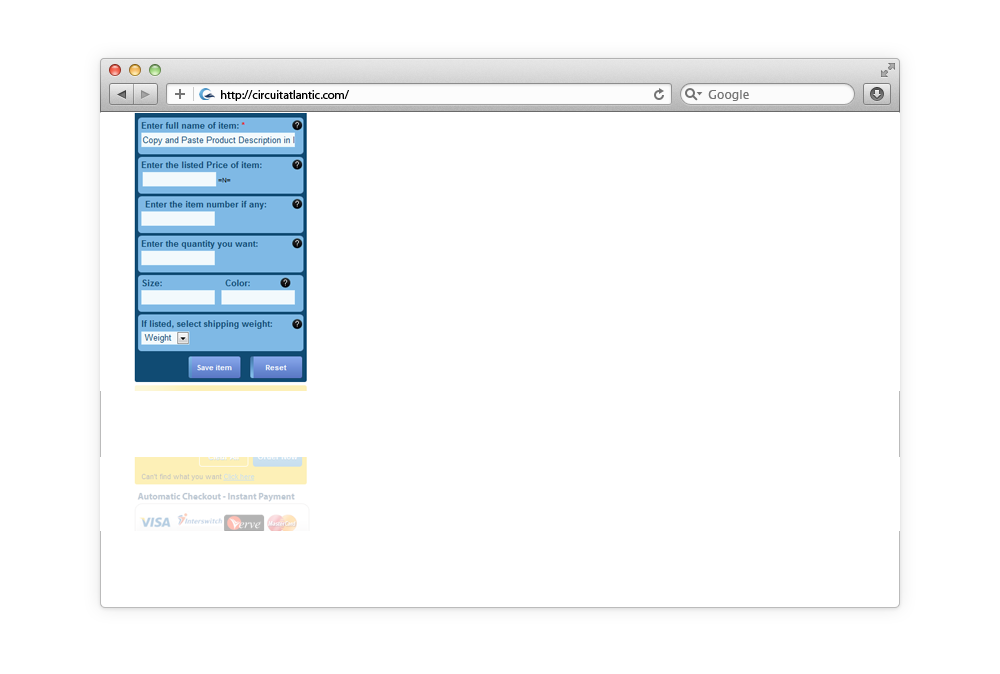 http://circuitatlantic.com/
Google
Enter full name of item: *
Copy and Paste Product Description in
Enter the listed Price of item:
=N=
Enter the item number if any:
Enter the quantity you want:
Size: Color:
If listed, select shipping weight:
Weight
Save item Reset
Can't find what you want Click here
Automatic Checkout - Instant Payment
VISA Interswitch Verve MasterCard